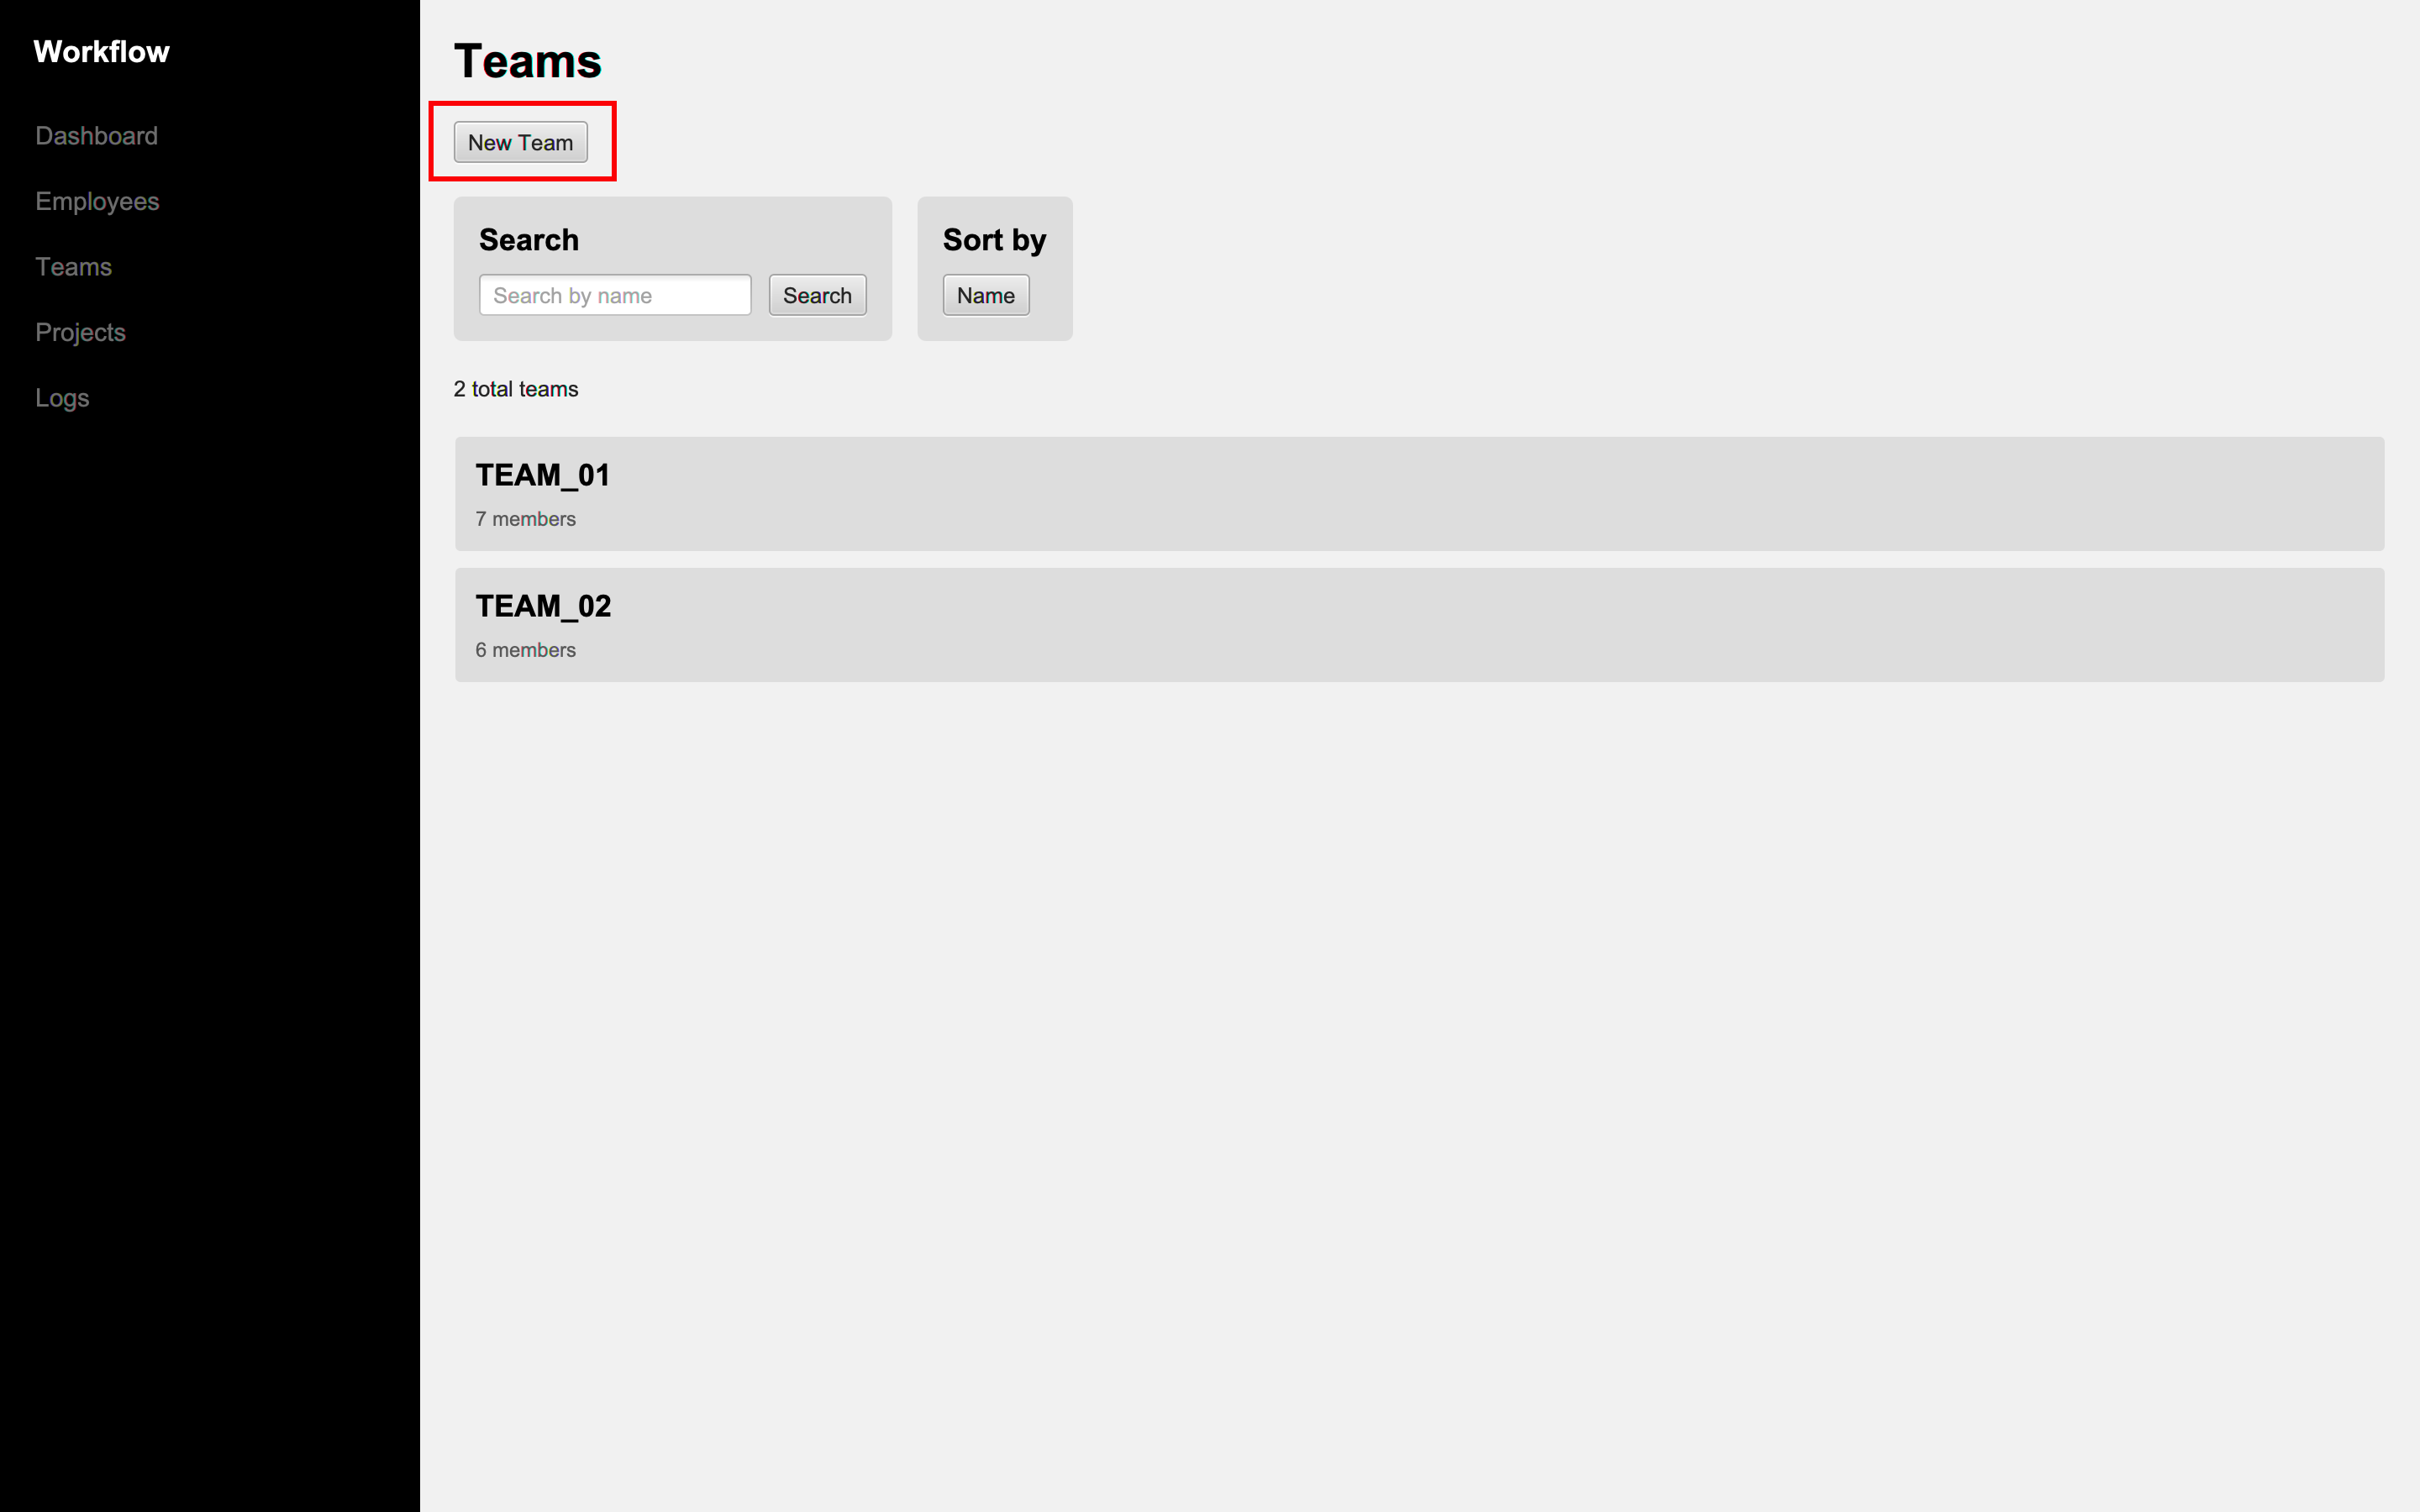 Workflow
Dashboard
Employees
Teams
Projects
Logs
Teams
New Team
Search
Search by name
Search
Sort by
Name
2 total teams
TEAM_01
7 members
TEAM_02
6 members